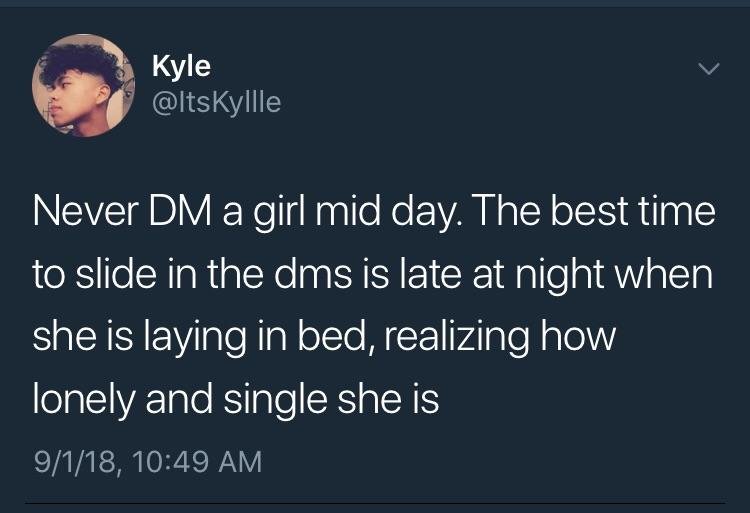 Kyle
@ItsKyllle
Never DM a girl mid day. The best time
to slide in the dms is late at night when
she is laying in bed, realizing how
lonely and single she is
9/1/18, 10:49 AM